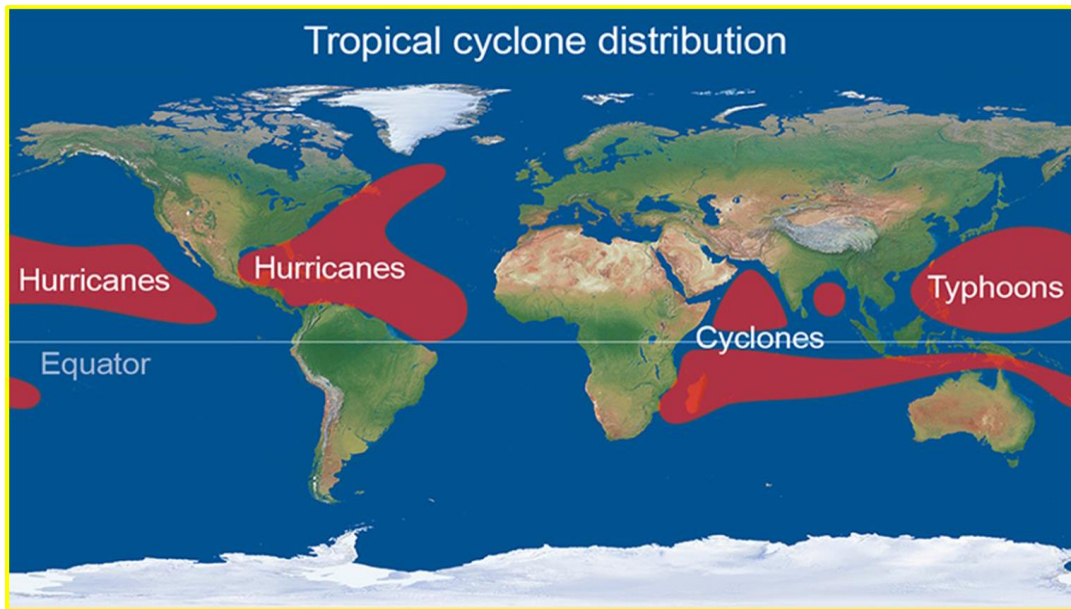 Tropical cyclone distribution
Hurricanes
Hurricanes
Typhoons
Cyclones
Equator